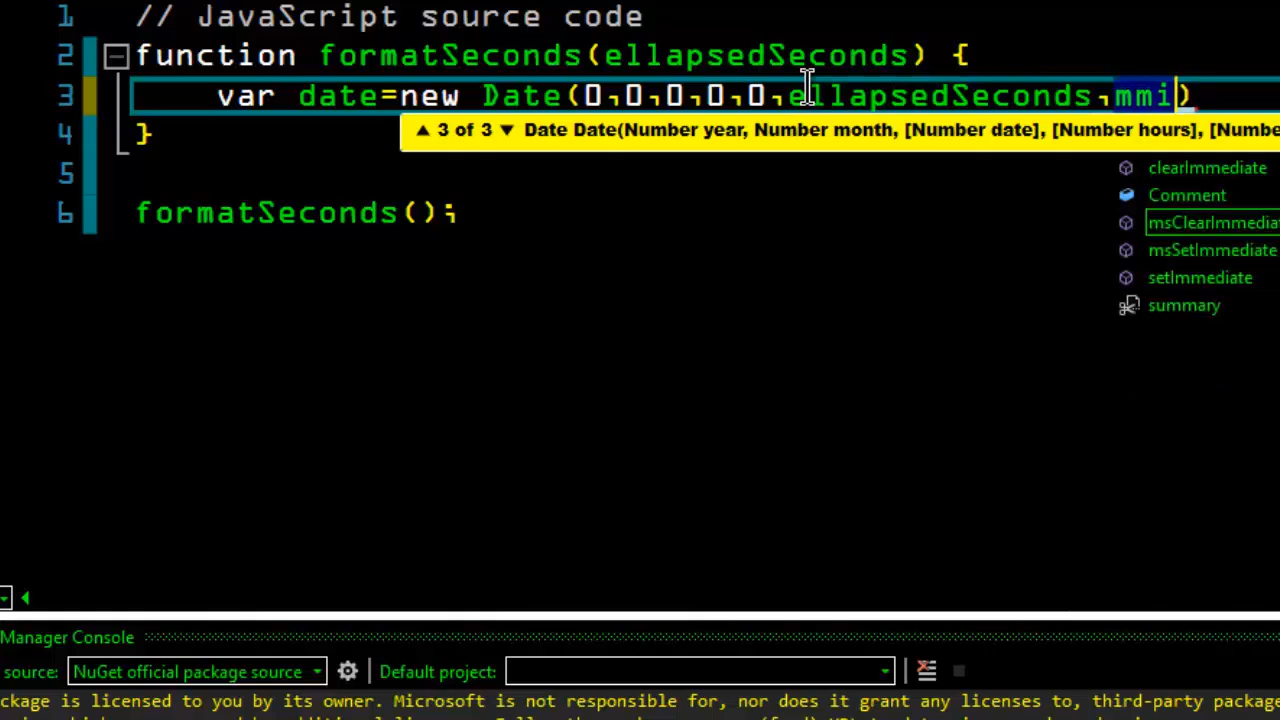 1 // JavaScript source code
2 function formatSeconds(ellapsedSeconds) {
3 var date=new Date(0,0,0,0,0,ellapsedSeconds,mmi)
4 }
▲ 3 of 3 ▼ Date Date(Number year, Number month, [Number date], [Number hours], [Numbe
clearImmediate
5
Comment
6 formatSeconds();
msClearImmedia
msSetImmediate
setImmediate
summary
Manager Console
source: NuGet official package source Default project:
ckage is licensed to you by its owner. Microsoft is not responsible for, nor does it grant any licenses to, third-party package